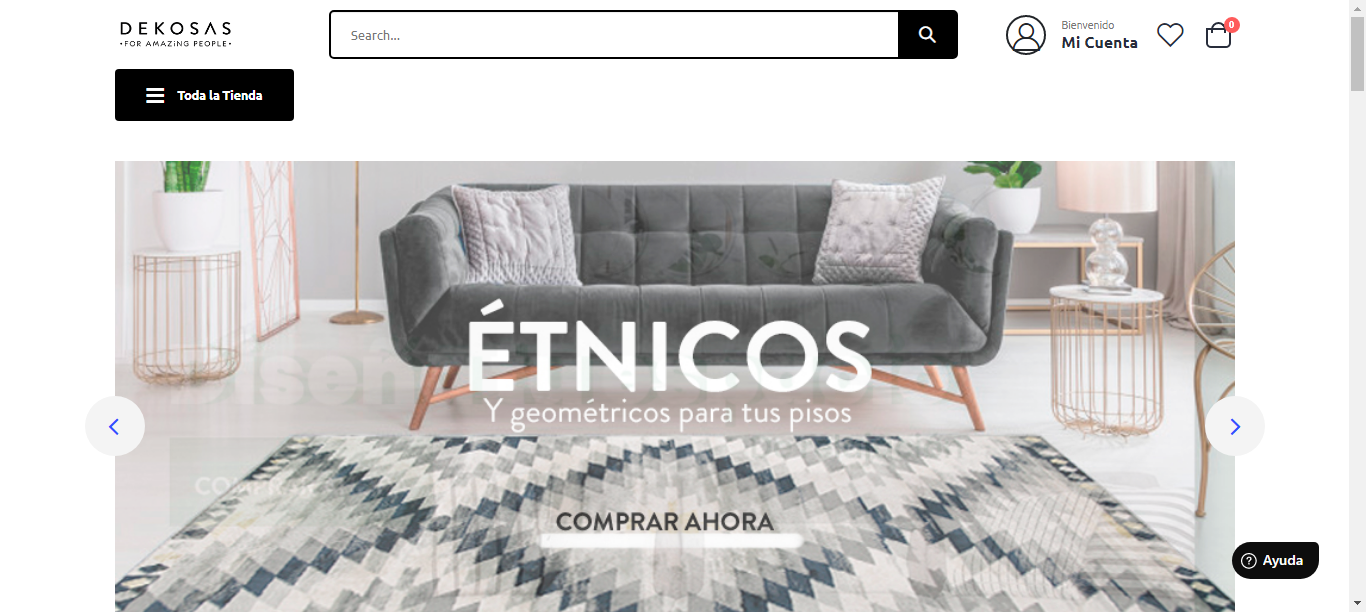 DEKOSAS
•FOR AMAZING PEOPLE•
Search...
Bienvenido
Mi Cuenta
0
Toda la Tienda
ÉTNICOS
Y geométricos para tus pisos
COMPRAR
COMPRAR AHORA
? Ayuda